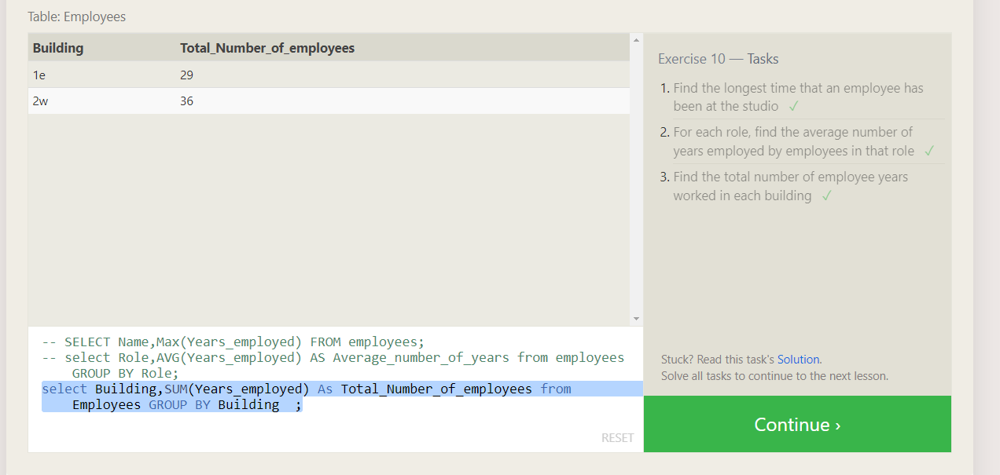 Table: Employees
Building Total_Number_of_employees
1e 29
2w 36
-- SELECT Name,Max(Years_employed) FROM employees;
-- select Role,AVG(Years_employed) AS Average_number_of_years from employees
GROUP BY Role;
select Building,SUM(Years_employed) As Total_Number_of_employees from
Employees GROUP BY Building  ;
RESET
Exercise 10 — Tasks
1. Find the longest time that an employee has
been at the studio ✓
2. For each role, find the average number of
years employed by employees in that role ✓
3. Find the total number of employee years
worked in each building ✓
Stuck? Read this task's Solution.
Solve all tasks to continue to the next lesson.
Continue ›